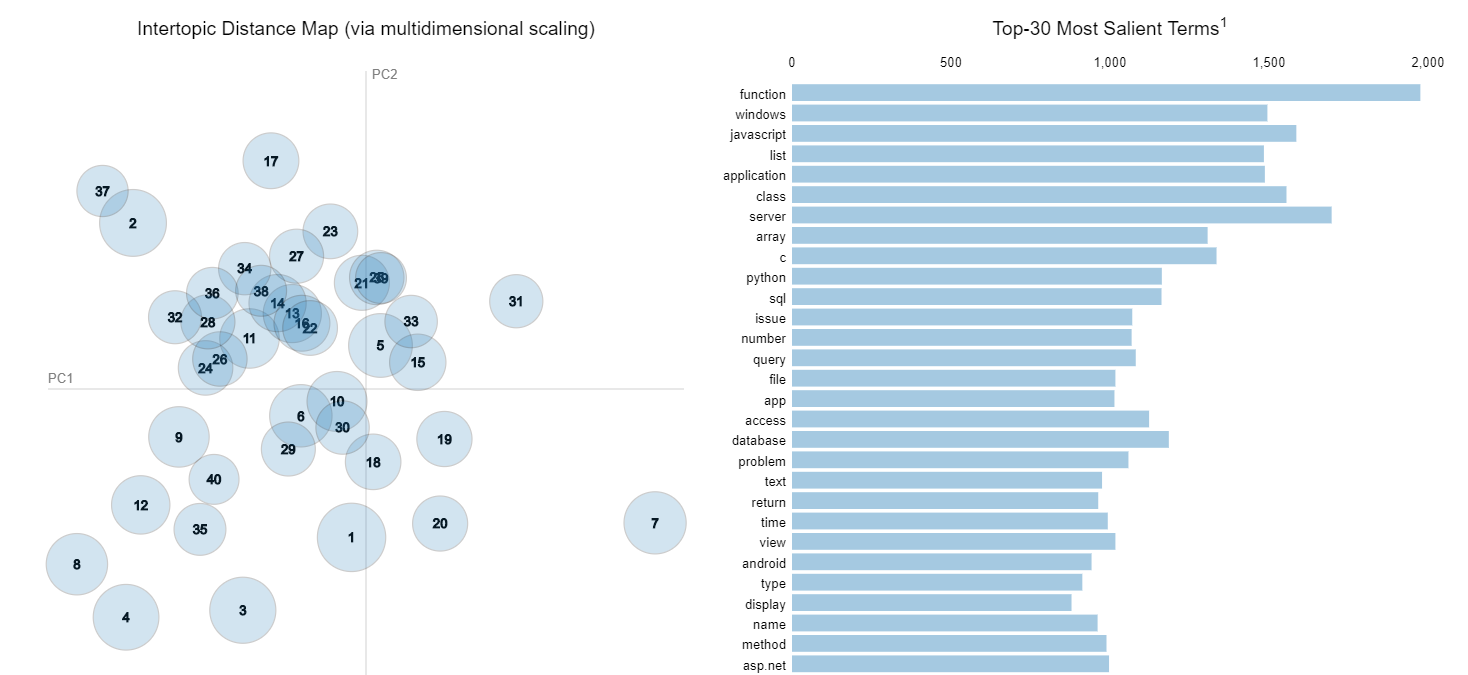 Intertopic Distance Map (via multidimensional scaling)
PC2
PC1
17
37
2
23
27
34
21
25
39
36
38
14
31
32
28
13
16
22
33
11
5
15
26
24
10
6
30
9
29
19
18
40
12
35
20
7
1
8
3
4
Top-30 Most Salient Terms1
0 500 1,000 1,500 2,000
function
windows
javascript
list
application
class
server
array
c
python
sql
issue
number
query
file
app
access
database
problem
text
return
time
view
android
type
display
name
method
asp.net